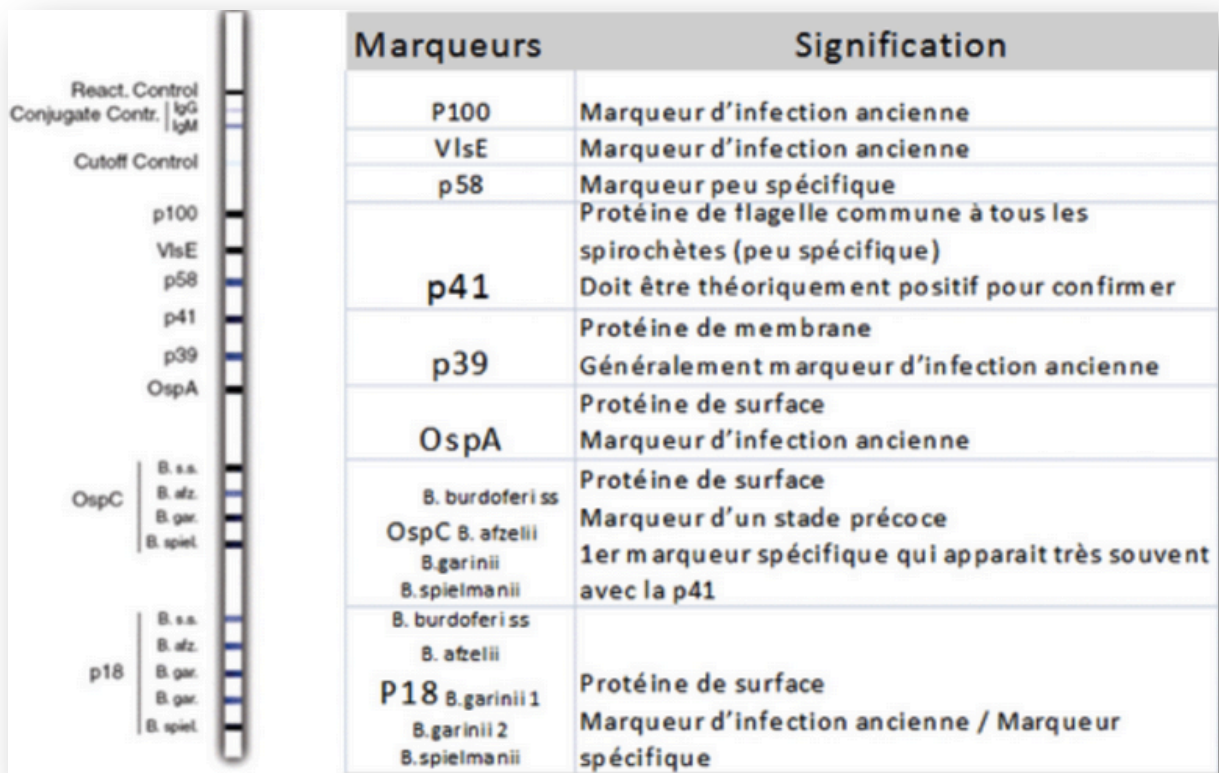 React. Control
Conjugate Contr. IgG
IgM
Cutoff Control
p100
VlsE
p58
p41
p39
OspA
OspC
B. s.s.
B. afz.
B. gar.
B. spiel.
p18
B. s.s.
B. afz.
B. gar.
B. gar.
B. spiel.
Marqueurs Signification
P100 Marqueur d'infection ancienne
VlsE Marqueur d'infection ancienne
p58 Marqueur peu spécifique
p41
Protéine de flagelle commune à tous les
spirochètes (peu spécifique)
Doit être théoriquement positif pour confirmer
p39
Protéine de membrane
Généralement marqueur d'infection ancienne
OspA
Protéine de surface
Marqueur d'infection ancienne
B. burdoferi ss
OspC B. afzelii
B.garinii
B.spielmanii
Protéine de surface
Marqueur d'un stade précoce
1er marqueur spécifique qui apparait très souvent
avec la p41
B. burdoferi ss
B. afzelii
P18 B.garinii 1
B.garinii 2
B.spielmanii
Protéine de surface
Marqueur d'infection ancienne / Marqueur
spécifique